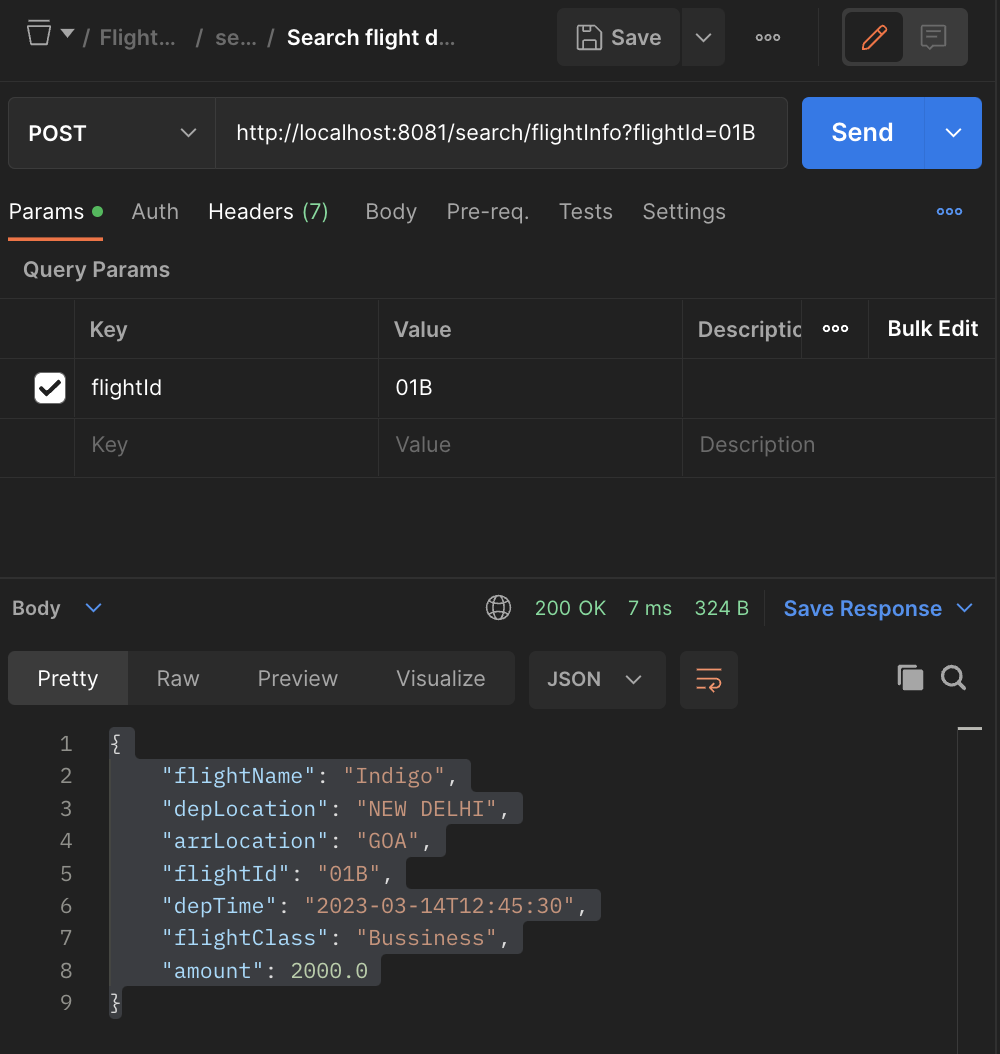 / Flight... / se... / Search flight d...
Save
POST
http://localhost:8081/search/flightInfo?flightId=01B
Send
Params Auth Headers (7) Body Pre-req. Tests Settings
Query Params
Key Value Descriptic Bulk Edit
flightId 01B
Key Value Description
Body 200 OK 7 ms 324 B Save Response
Pretty Raw Preview Visualize JSON
1 {
2 "flightName": "Indigo",
3 "depLocation": "NEW DELHI",
4 "arrLocation": "GOA",
5 "flightId": "01B",
6 "depTime": "2023-03-14T12:45:30",
7 "flightClass": "Bussiness",
8 "amount": 2000.0
9 }